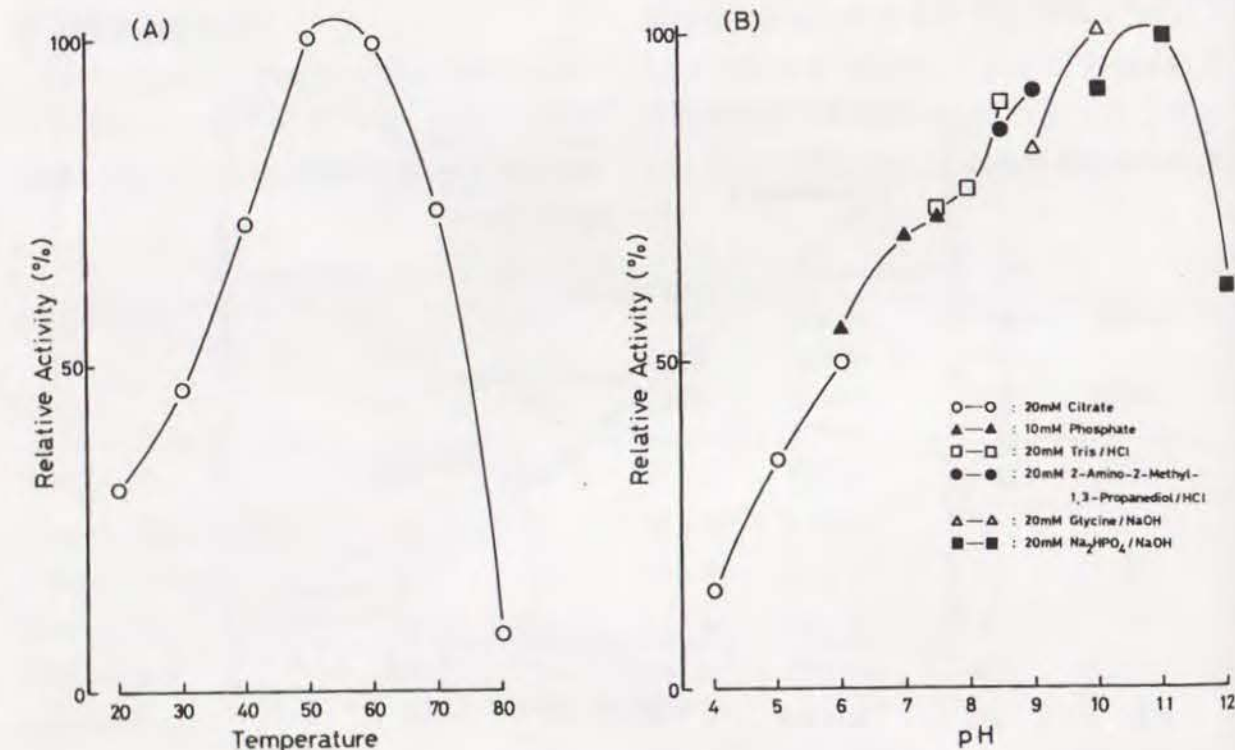 (A)
100
50
0
Relative Activity (%)
20 30 40 50 60 70 80
Temperature
(B)
100
50
0
Relative Activity (%)
○—○ : 20mM Citrate
▲—▲ : 10mM Phosphate
□—□ : 20mM Tris/HCl
●—● : 20mM 2-Amino-2-Methyl-
1,3-Propanediol/HCl
△—△ : 20mM Glycine/NaOH
■—■ : 20mM Na2HPO4/NaOH
4 5 6 7 8 9 10 11 12
pH